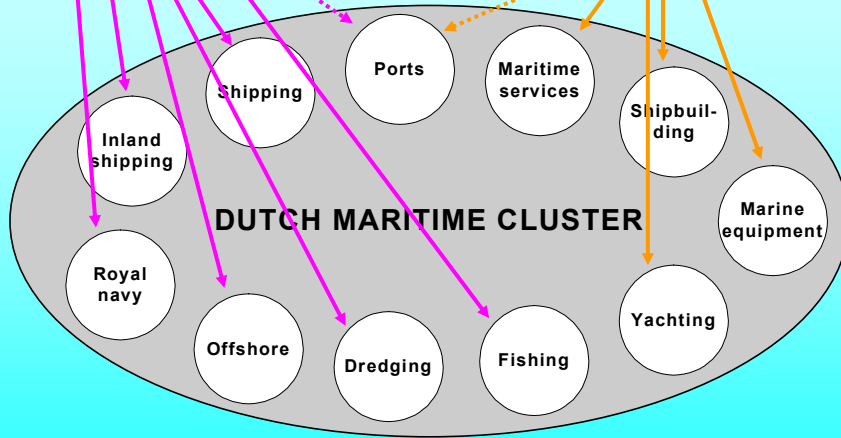 Ports
Shipping
Maritime
services
Shipbuil-
ding
Inland
shipping
DUTCH MARITIME CLUSTER
Marine
equipment
Royal
navy
Yachting
Offshore
Dredging
Fishing